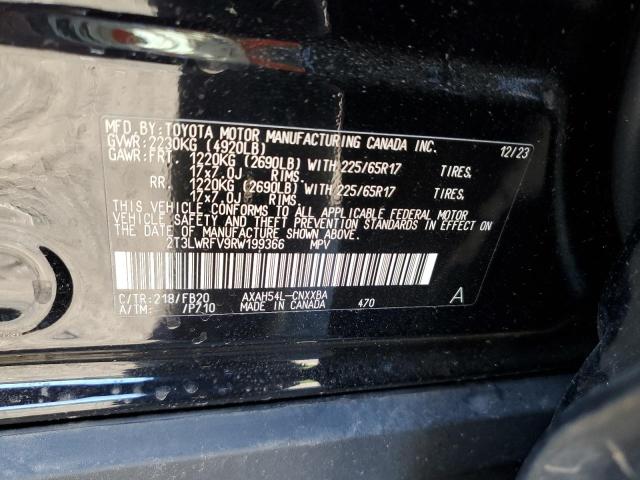 MFD. BY: TOYOTA MOTOR MANUFACTURING CANADA INC. 12/23
GVWR: 2230KG (4920LB)
GAWR: FRT. 1220KG (2690LB) WITH 225/65R17 TIRES,
17x7.0J RIMS,
RR. 1220KG (2690LB) WITH 225/65R17 TIRES,
17x7.0J RIMS,
THIS VEHICLE CONFORMS TO ALL APPLICABLE FEDERAL MOTOR
VEHICLE SAFETY AND THEFT PREVENTION STANDARDS IN EFFECT ON
THE DATE OF MANUFACTURE SHOWN ABOVE.
2T3LWRFV9RW199366 MPV
C/TR: 218/FB20 AXAH54L-CNXXBA
A/TM: /P710 MADE IN CANADA 470 A